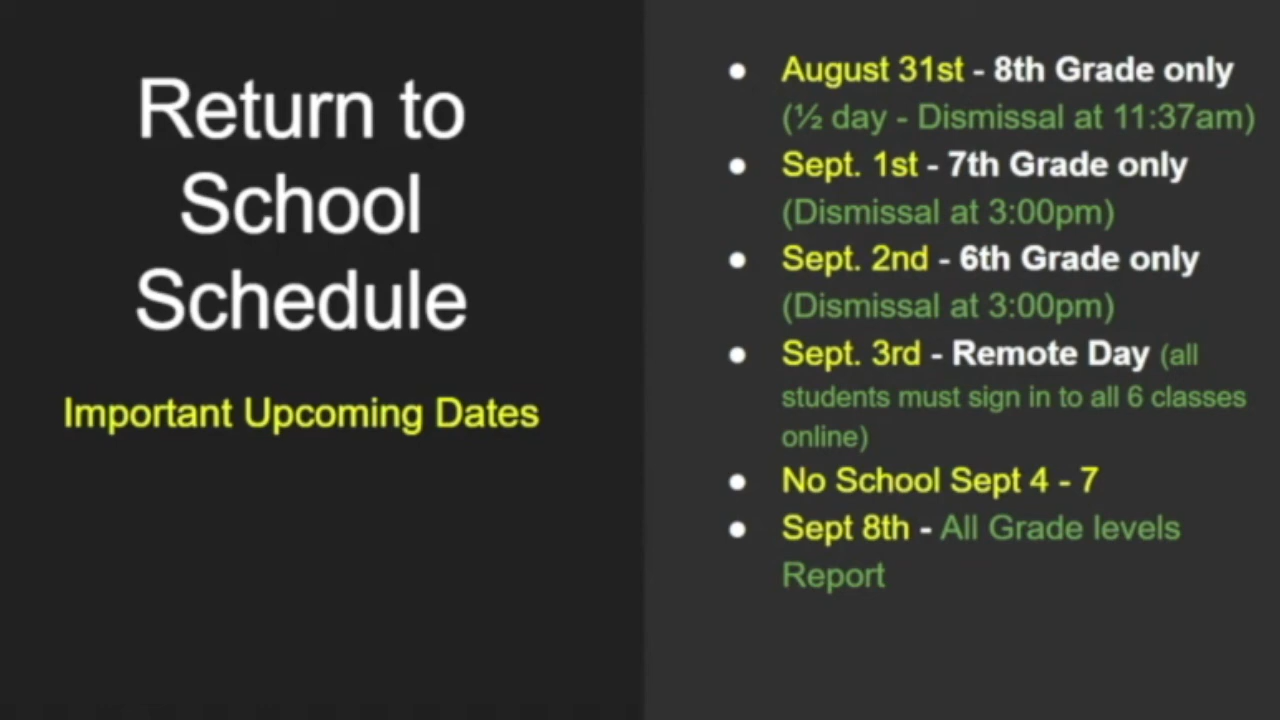 Return to
School
Schedule
Important Upcoming Dates
● August 31st - 8th Grade only
(½ day - Dismissal at 11:37am)
● Sept. 1st - 7th Grade only
(Dismissal at 3:00pm)
● Sept. 2nd - 6th Grade only
(Dismissal at 3:00pm)
● Sept. 3rd - Remote Day (all
students must sign in to all 6 classes
online)
● No School Sept 4 - 7
● Sept 8th - All Grade levels
Report